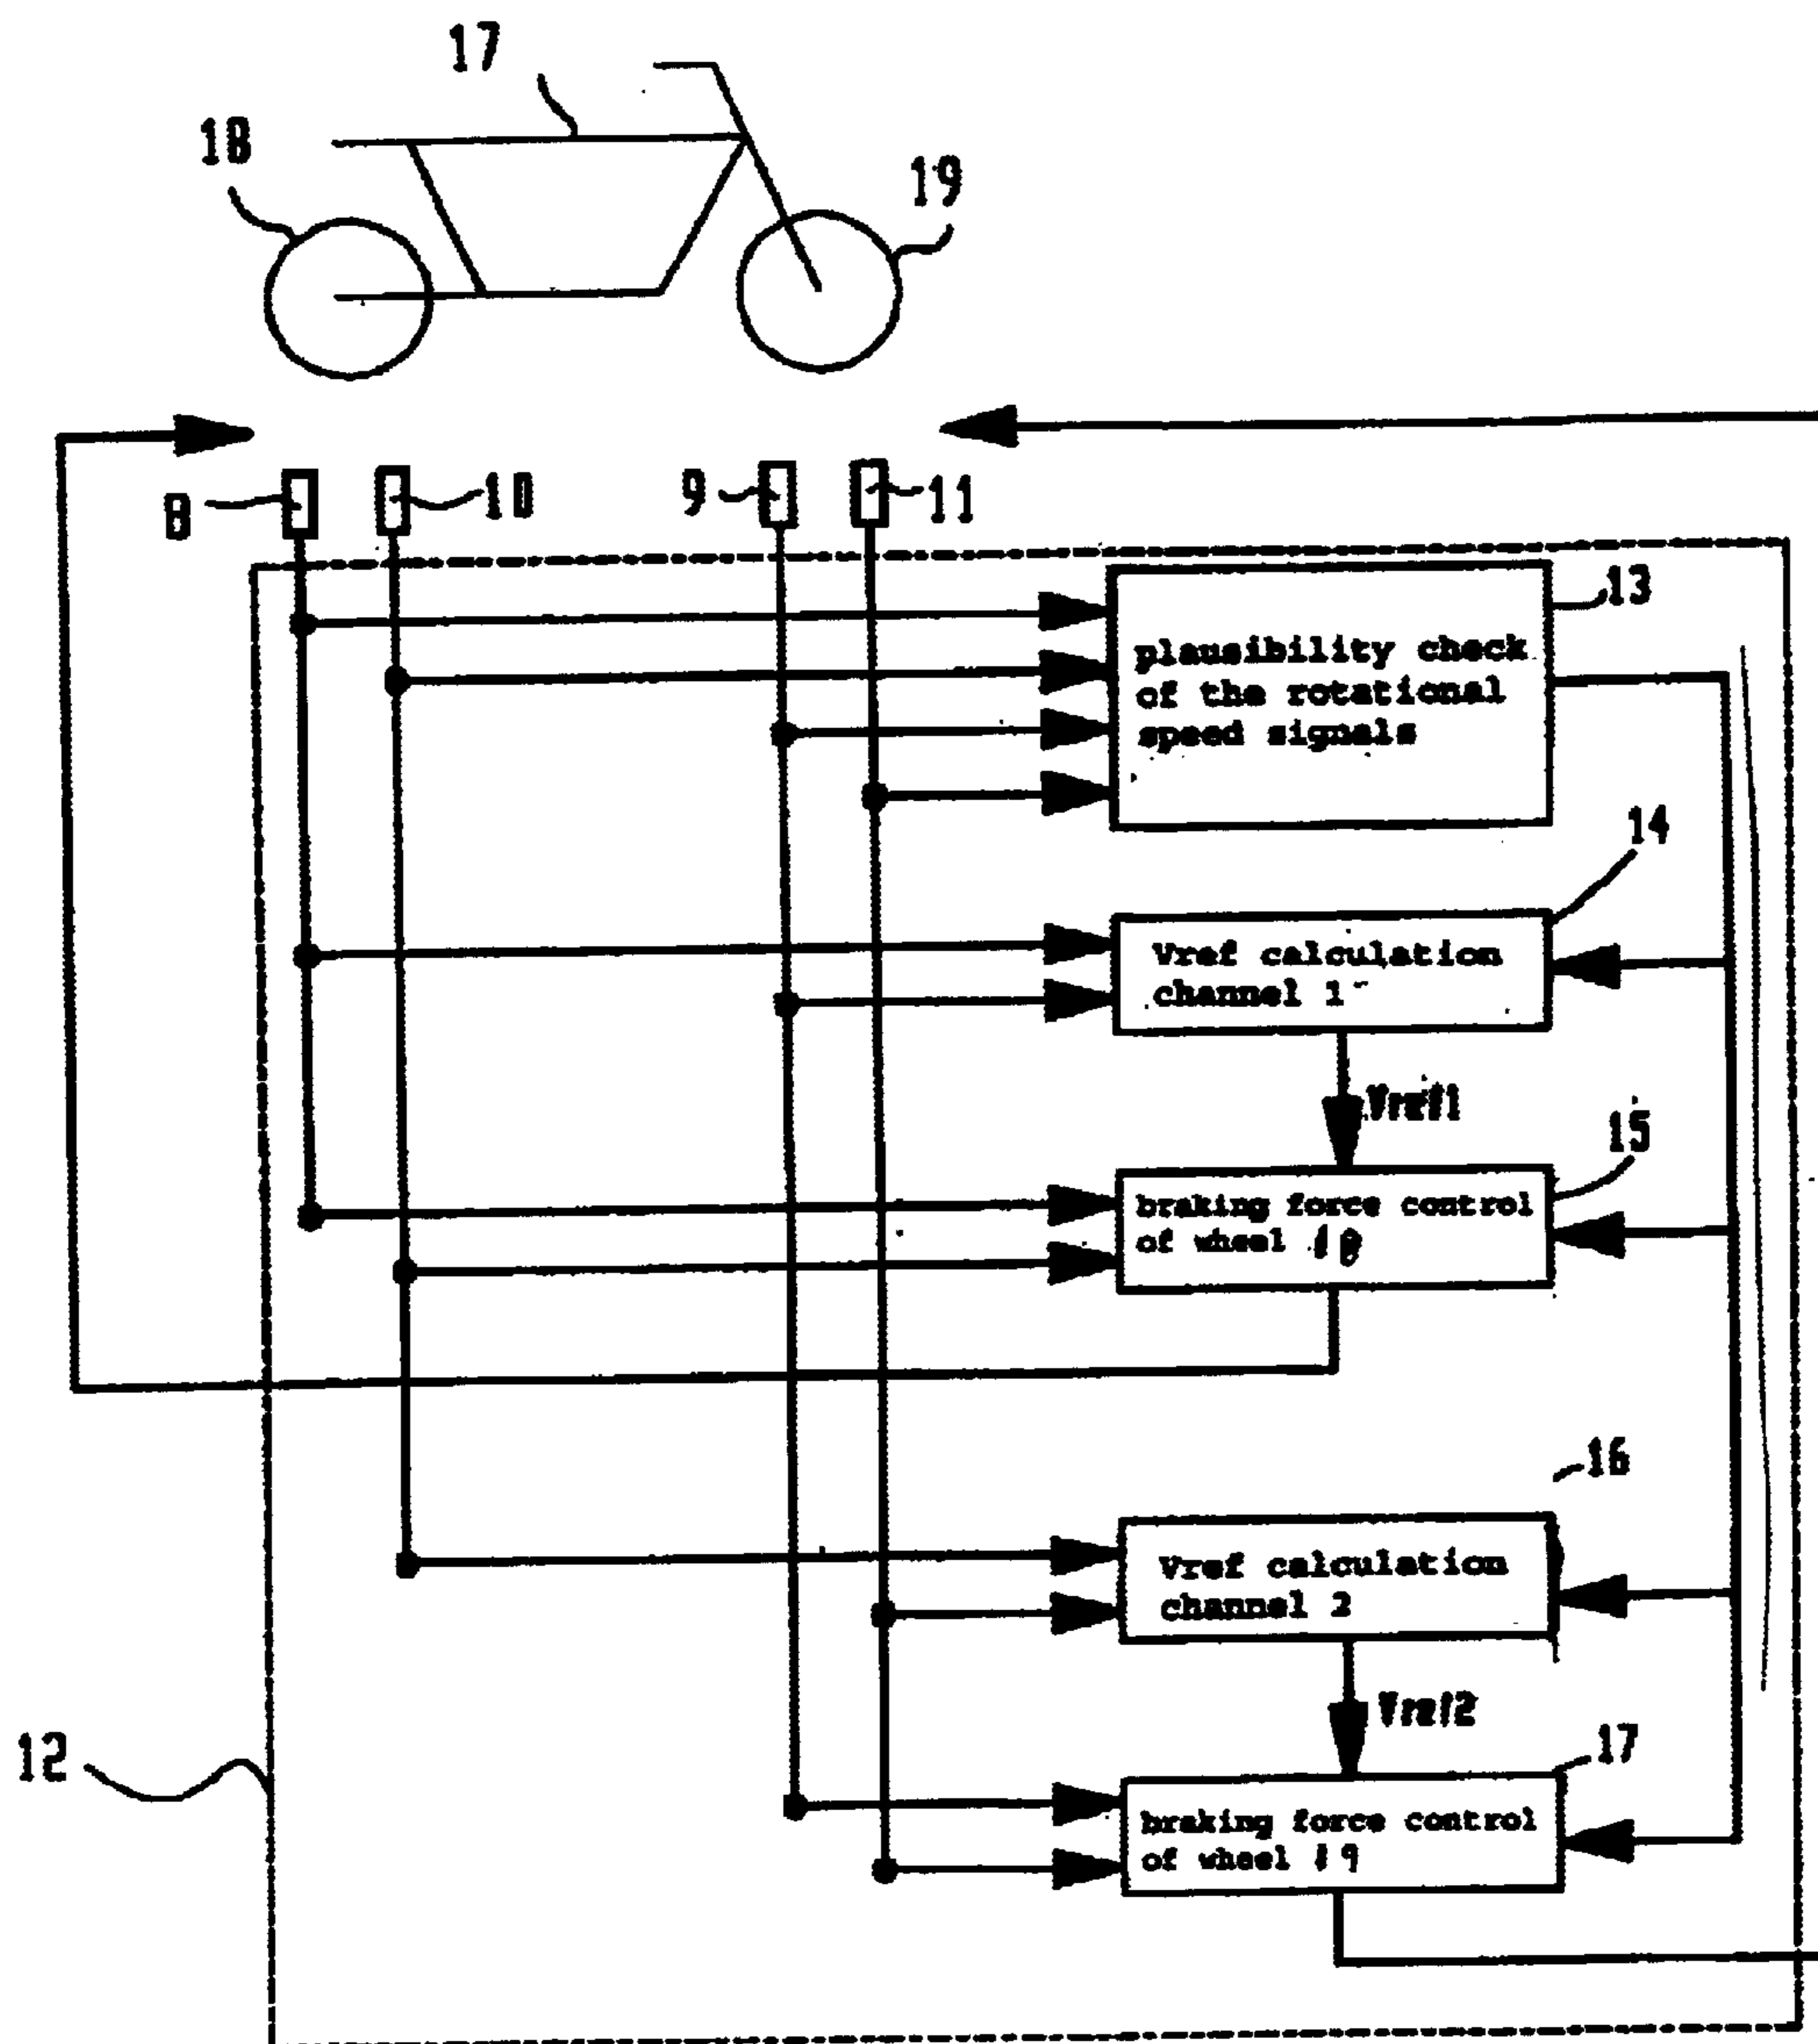 17
18
19
8
10
9
11
13
plausibility check
of the rotational
speed signals
14
Vref calculation
channel 1
Vref1
15
braking force control
of wheel 18
16
Vref calculation
channel 2
Vref2
12
17
braking force control
of wheel 19